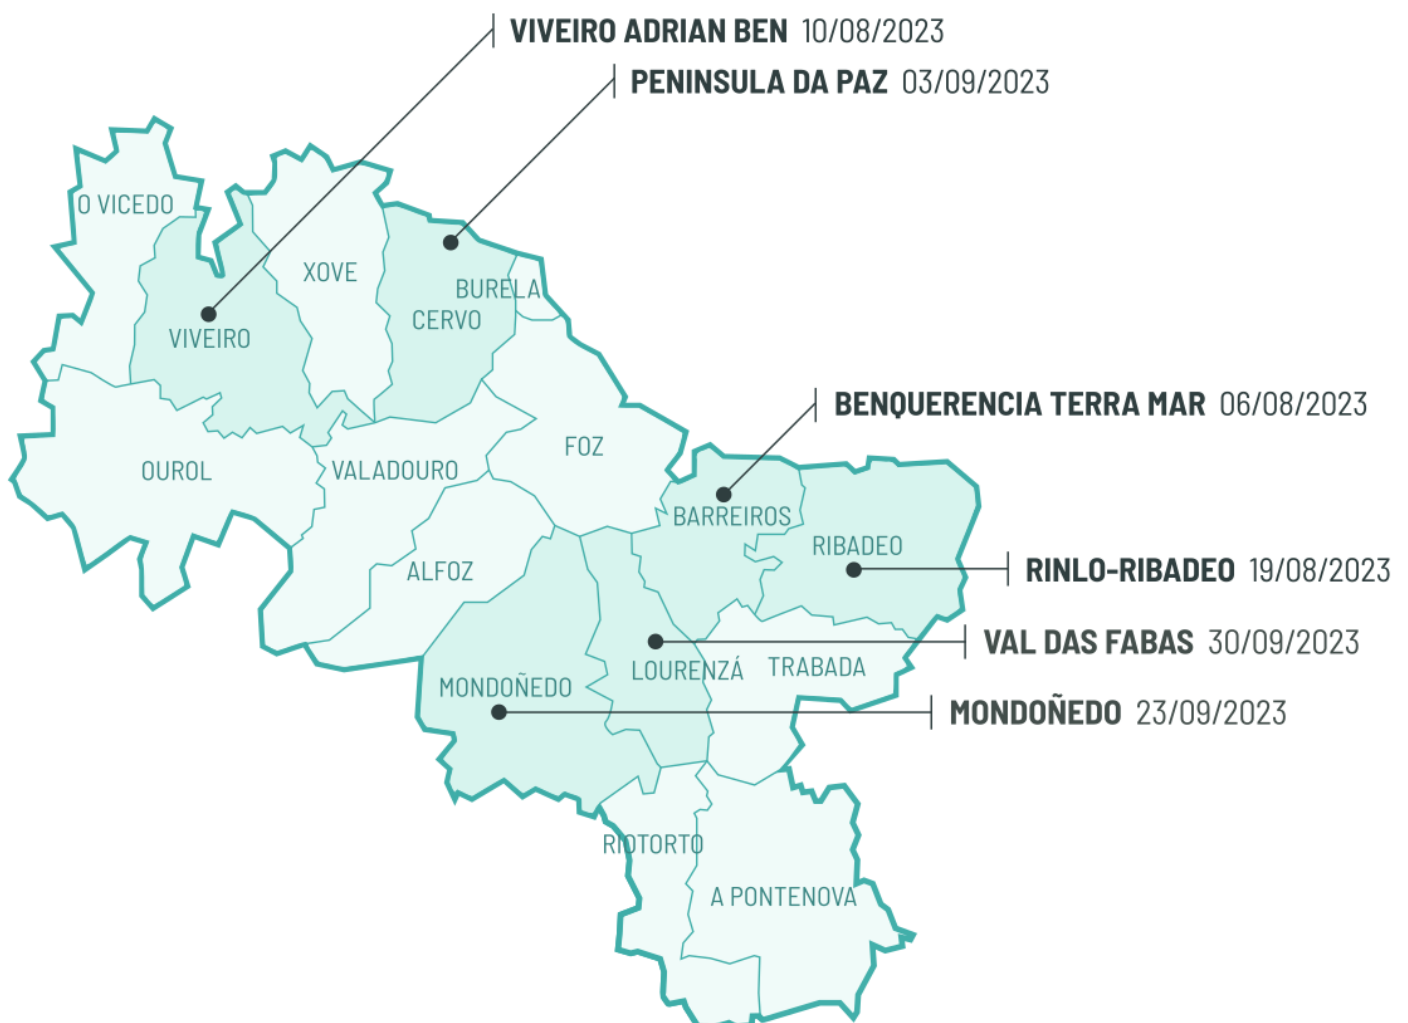 VIVEIRO ADRIAN BEN 10/08/2023
PENINSULA DA PAZ 03/09/2023
O VICEDO
XOVE
BURELA
CERVO
VIVEIRO
BENQUERENCIA TERRA MAR 06/08/2023
FOZ
OUROL
VALADOURO
BARREIROS
RIBADEO
ALFOZ
RINLO-RIBADEO 19/08/2023
VAL DAS FABAS 30/09/2023
LOURENZÁ
TRABADA
MONDOÑEDO
MONDOÑEDO 23/09/2023
RIOTORTO
A PONTENOVA